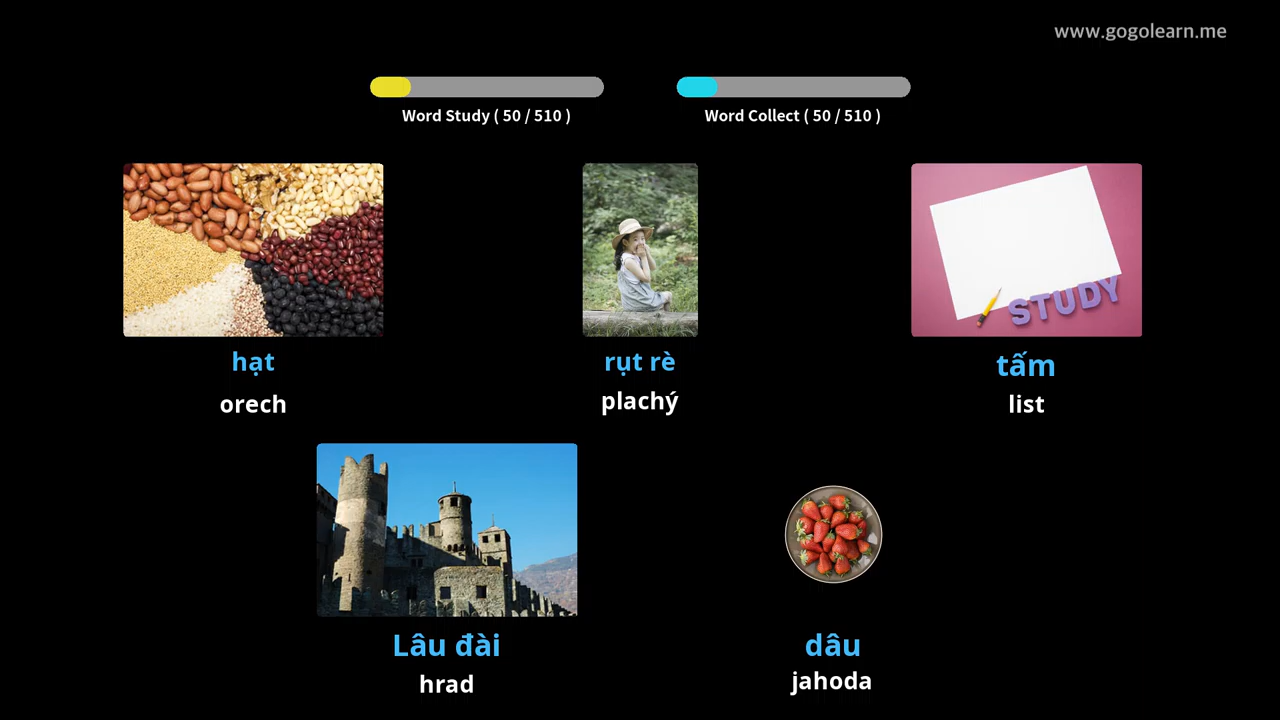 www.gogolearn.me
Word Study ( 50 / 510 )
Word Collect ( 50 / 510 )
hạt
rụt rè
tấm
orech
plachý
list
STUDY
Lâu đài
dâu
hrad
jahoda